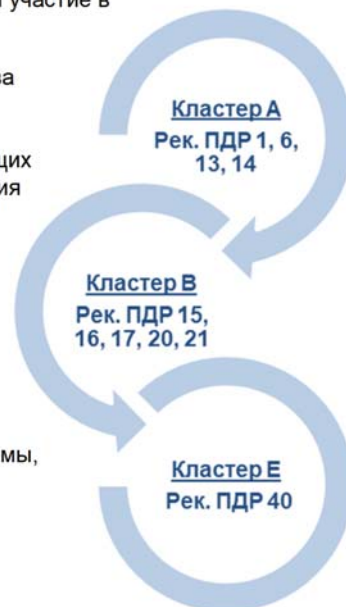 участие в
ва
щих
ия
мы,
Кластер A
Рек. ПДР 1, 6,
13, 14
Кластер B
Рек. ПДР 15,
16, 17, 20, 21
Кластер E
Рек. ПДР 40